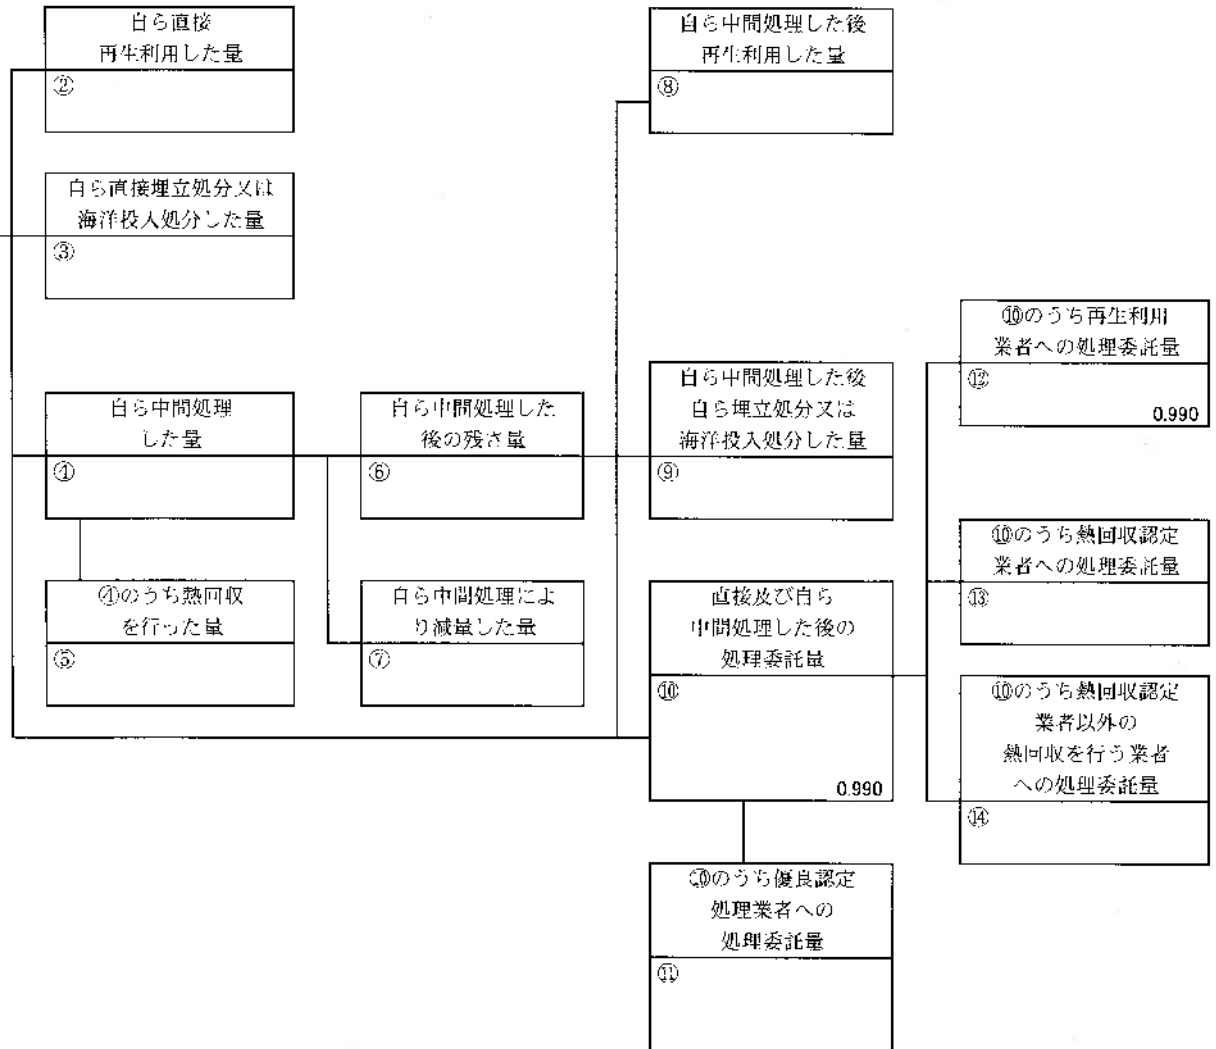 自ら直接
再生利用した量
②
自ら直接埋立処分又は
海洋投入処分した量
③
自ら中間処理
した量
④
④のうち熱回収
を行った量
⑤
自ら中間処理した
後の残さ量
⑥
自ら中間処理によ
り減量した量
⑦
自ら中間処理した後
再生利用した量
⑧
自ら中間処理した後
自ら埋立処分又は
海洋投入処分した量
⑨
直接及び自ら
中間処理した後の
処理委託量
⑩
0.990
⑩のうち優良認定
処理業者への
処理委託量
⑪
⑩のうち再生利用
業者への処理委託量
⑫
0.990
⑩のうち熱回収認定
業者への処理委託量
⑬
⑩のうち熱回収認定
業者以外の
熱回収を行う業者
への処理委託量
⑭